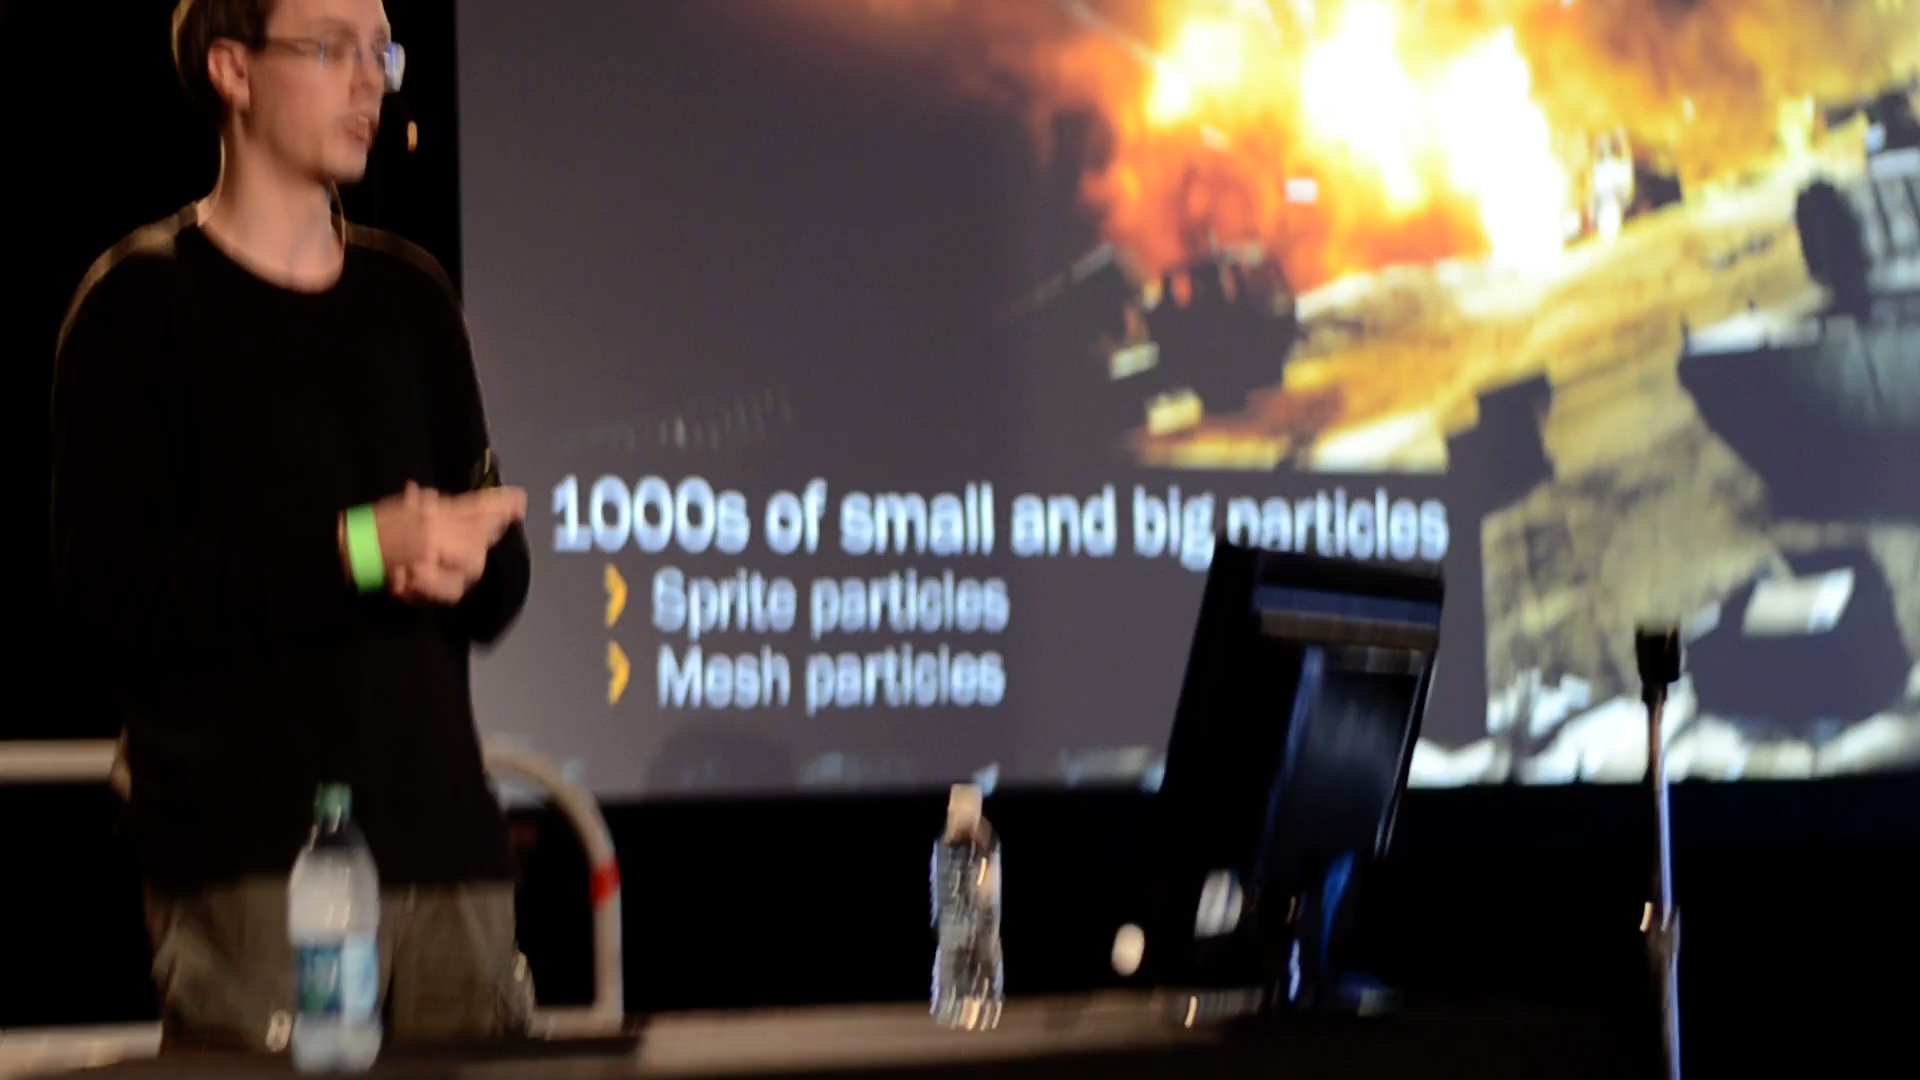 1000s of small and big particles
Sprite particles
Mesh particles